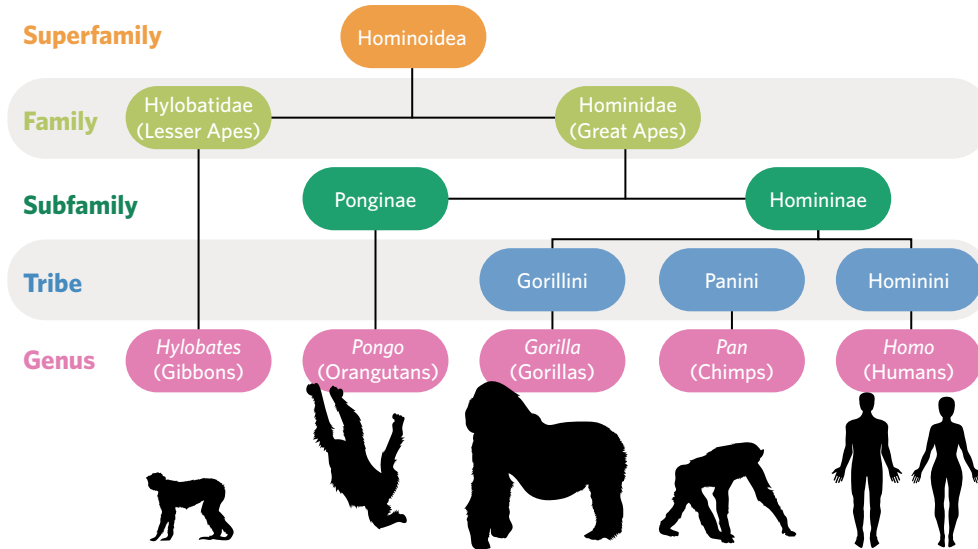 Superfamily
Hominoidea
Family
Hylobatidae
(Lesser Apes)
Hominidae
(Great Apes)
Subfamily
Ponginae
Homininae
Tribe
Gorillini
Panini
Hominini
Genus
Hylobates
(Gibbons)
Pongo
(Orangutans)
Gorilla
(Gorillas)
Pan
(Chimps)
Homo
(Humans)